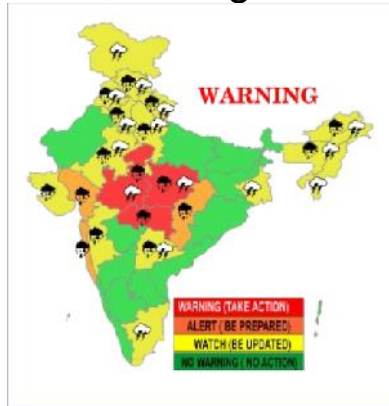 WARNING
WARNING (TAKE ACTION)
ALERT ( BE PREPARED)
WATCH (BE UPDATED)
NO WARNING ( NO ACTION)